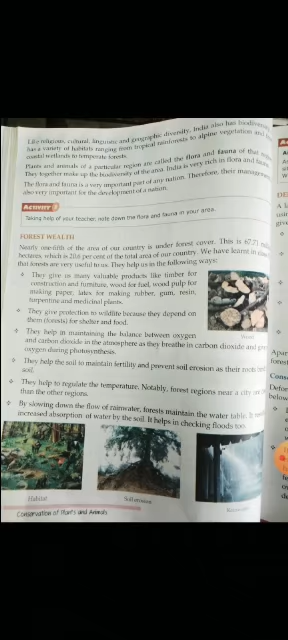 Like religious, cultural, linguistic and geographic diversity, India also has biodiversity
has a variety of habitats ranging from tropical rainforests to alpine vegetation and
coastal wetlands to temperate forests.
Plants and animals of a particular region are called the flora and fauna of that
They together make up the biodiversity of the area. India is very rich in flora and fauna.
The flora and fauna is a very important part of any nation. Therefore, their management
also very important for the development of a nation.
ACTIVITY 1
Taking help of your teacher, note down the flora and fauna in your area.
FOREST WEALTH
Nearly one-fifth of the area of our country is under forest cover. This is 67.71
hectares, which is 20.6 per cent of the total area of our country. We have learnt in
that forests are very useful to us. They help us in the following ways:
They give us many valuable products like timber for
construction and furniture, wood for fuel, wood pulp for
making paper, latex for making rubber, gum, resin,
turpentine and medicinal plants.
They give protection to wildlife because they depend on
them (forests) for shelter and food.
Wood
They help in maintaining the balance between oxygen
and carbon dioxide in the atmosphere as they breathe in carbon dioxide and
oxygen during photosynthesis.
They help the soil to maintain fertility and prevent soil erosion as their roots
soil.
They help to regulate the temperature. Notably, forest regions near a city are
than the other regions.
By slowing down the flow of rainwater, forests maintain the water table. It
increased absorption of water by the soil. It helps in checking floods too.
Habitat
Soil erosion
Conservation of Plants and Animals